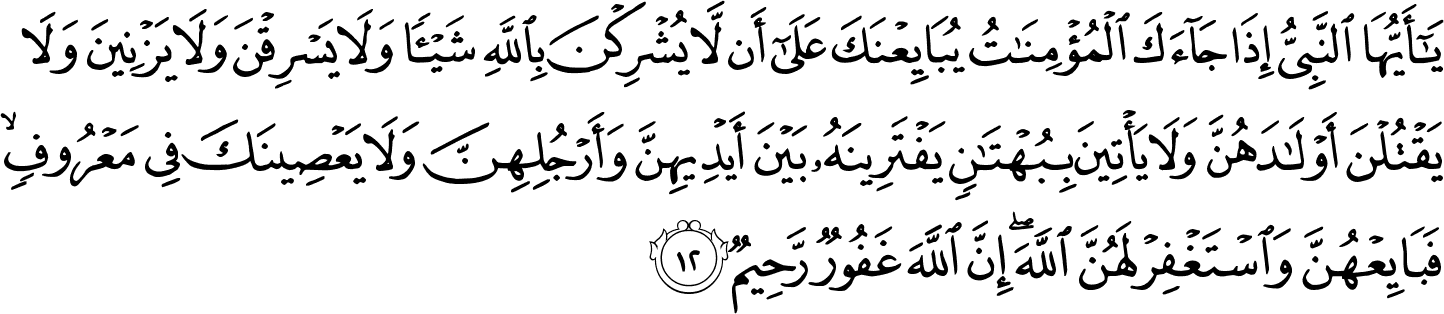 يَـٰٓأَيُّهَا ٱلنَّبِىُّ إِذَا جَآءَكَ ٱلْمُؤْمِنَـٰتُ يُبَايِعْنَكَ عَلَىٰٓ أَن لَّا يُشْرِكْنَ بِٱللَّهِ شَيْـًٔا وَلَا يَسْرِقْنَ وَلَا يَزْنِينَ وَلَا
يَقْتُلْنَ أَوْلَـٰدَهُنَّ وَلَا يَأْتِينَ بِبُهْتَـٰنٍ يَفْتَرِينَهُۥ بَيْنَ أَيْدِيهِنَّ وَأَرْجُلِهِنَّ وَلَا يَعْصِينَكَ فِى مَعْرُوفٍ ۙ
فَبَايِعْهُنَّ وَٱسْتَغْفِرْ لَهُنَّ ٱللَّهَ ۖ إِنَّ ٱللَّهَ غَفُورٌ رَّحِيمٌ ١٢